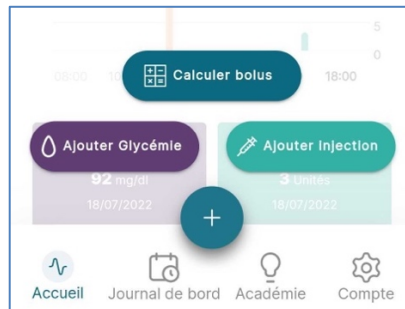 5
0
08:00 10 18:00
Calculer bolus
Ajouter Glycémie
Ajouter Injection
92 mg/dl
3 Unités
18/07/2022
18/07/2022
Accueil
Journal de bord
Académie
Compte